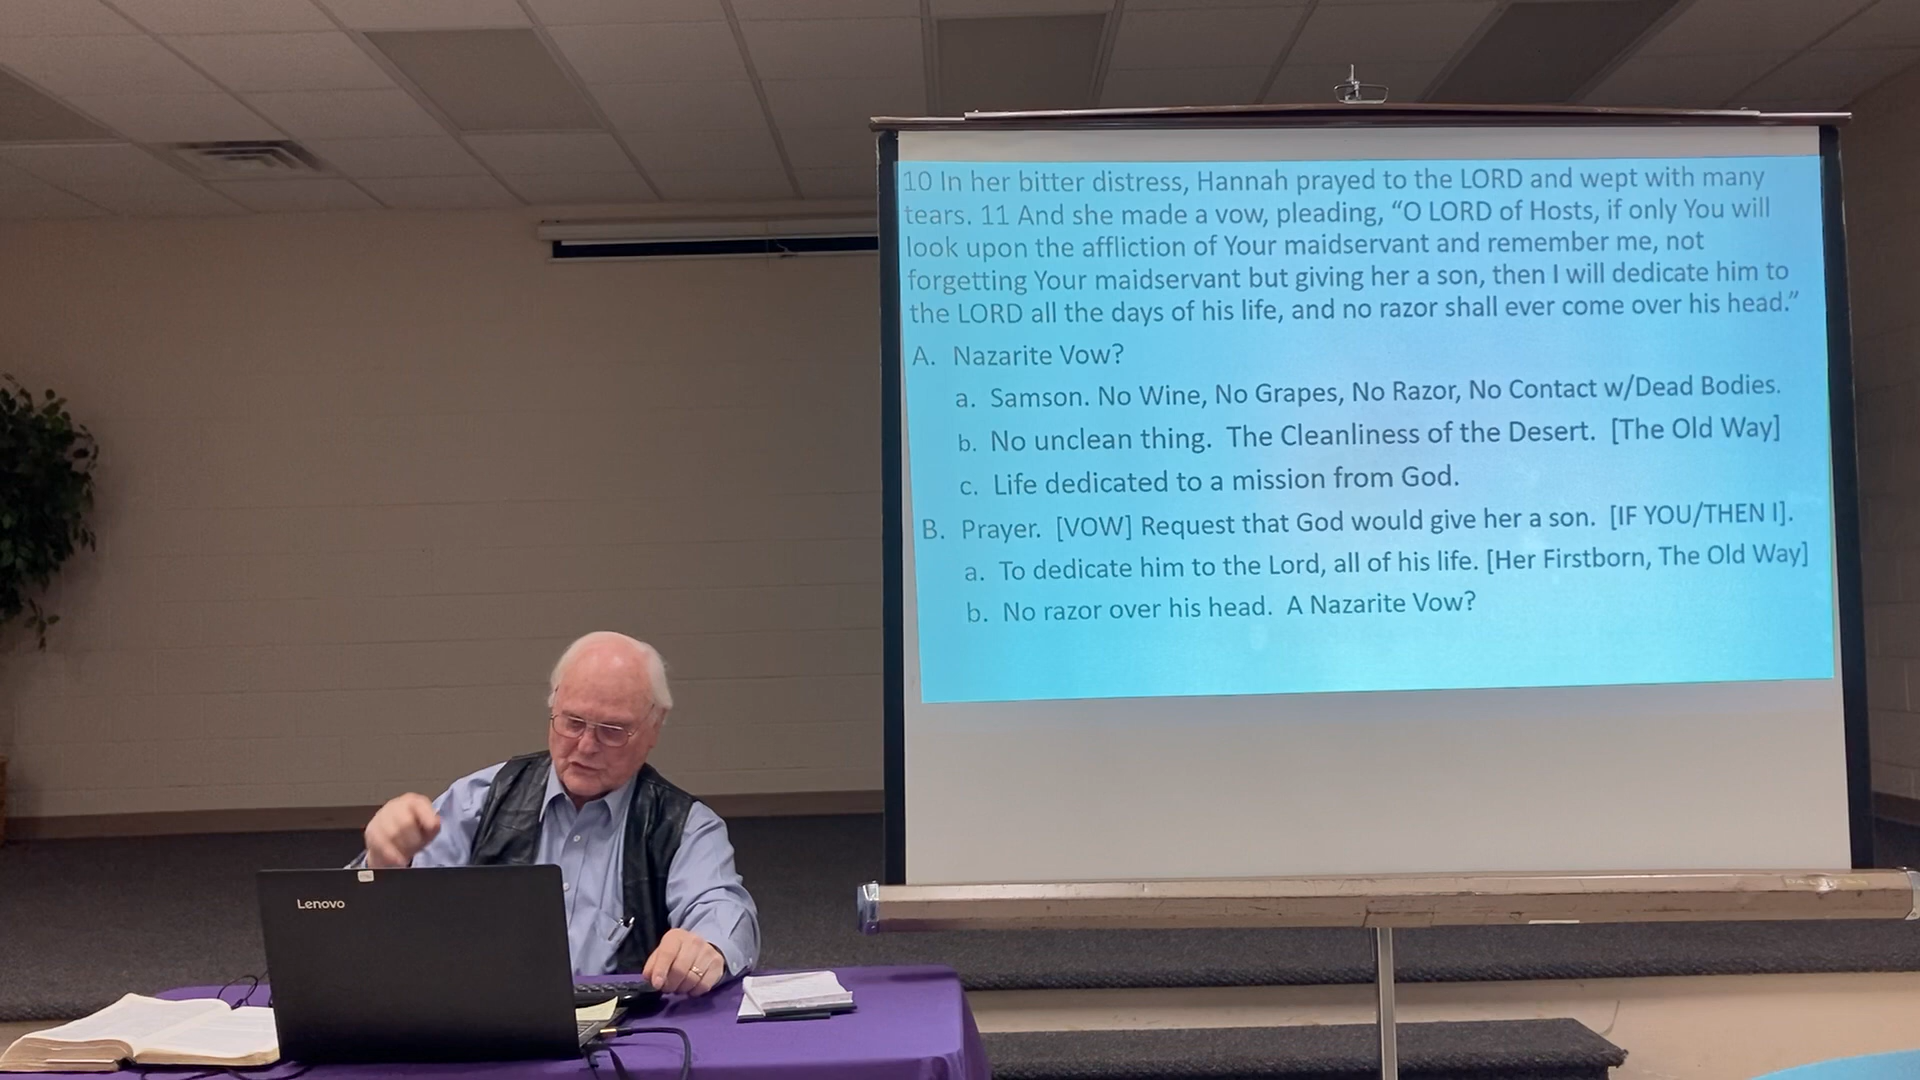 10 In her bitter distress, Hannah prayed to the LORD and wept with many
tears. 11 And she made a vow, pleading, “O LORD of Hosts, if only You will
look upon the affliction of Your maidservant and remember me, not
forgetting Your maidservant but giving her a son, then I will dedicate him to
the LORD all the days of his life, and no razor shall ever come over his head.”
A. Nazarite Vow?
a. Samson. No Wine, No Grapes, No Razor, No Contact w/Dead Bodies.
b. No unclean thing. The Cleanliness of the Desert. [The Old Way]
c. Life dedicated to a mission from God.
B. Prayer. [VOW] Request that God would give her a son. [IF YOU/THEN I].
a. To dedicate him to the Lord, all of his life. [Her Firstborn, The Old Way]
b. No razor over his head. A Nazarite Vow?
Lenovo